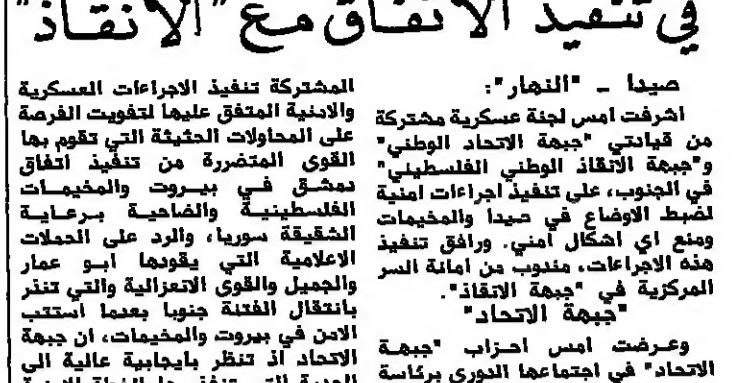 في تنفيذ الاتفاق مع "الانقاذ"
صيدا ـ "النهار":
اشرفت امس لجنة عسكرية مشتركة
من قيادتي "جبهة الاتحاد الوطني"
و"جبهة الانقاذ الوطني الفلسطيني"
في الجنوب، على تنفيذ اجراءات امنية
لضبط الاوضاع في صيدا والمخيمات
ومنع اي اشكال امني. ورافق تنفيذ
هذه الاجراءات، مندوب من امانة السر
المركزية في "جبهة الانقاذ".
"جبهة الاتحاد"
وعرضت امس احزاب "جبهة
الاتحاد" في اجتماعها الدوري برئاسة
المشتركة تنفيذ الاجراءات العسكرية
والامنية المتفق عليها لتفويت الفرصة
على المحاولات الحثيثة التي تقوم بها
القوى المتضررة من تنفيذ اتفاق
دمشق في بيروت والمخيمات
الفلسطينية والضاحية برعاية
الشقيقة سوريا، والرد على الحملات
الاعلامية التي يقودها ابو عمار
والجميل والقوى الانعزالية والتي تنذر
بانتقال الفتنة جنوبا بعدما استتب
الامن في بيروت والمخيمات، ان جبهة
الاتحاد اذ تنظر بايجابية عالية الى